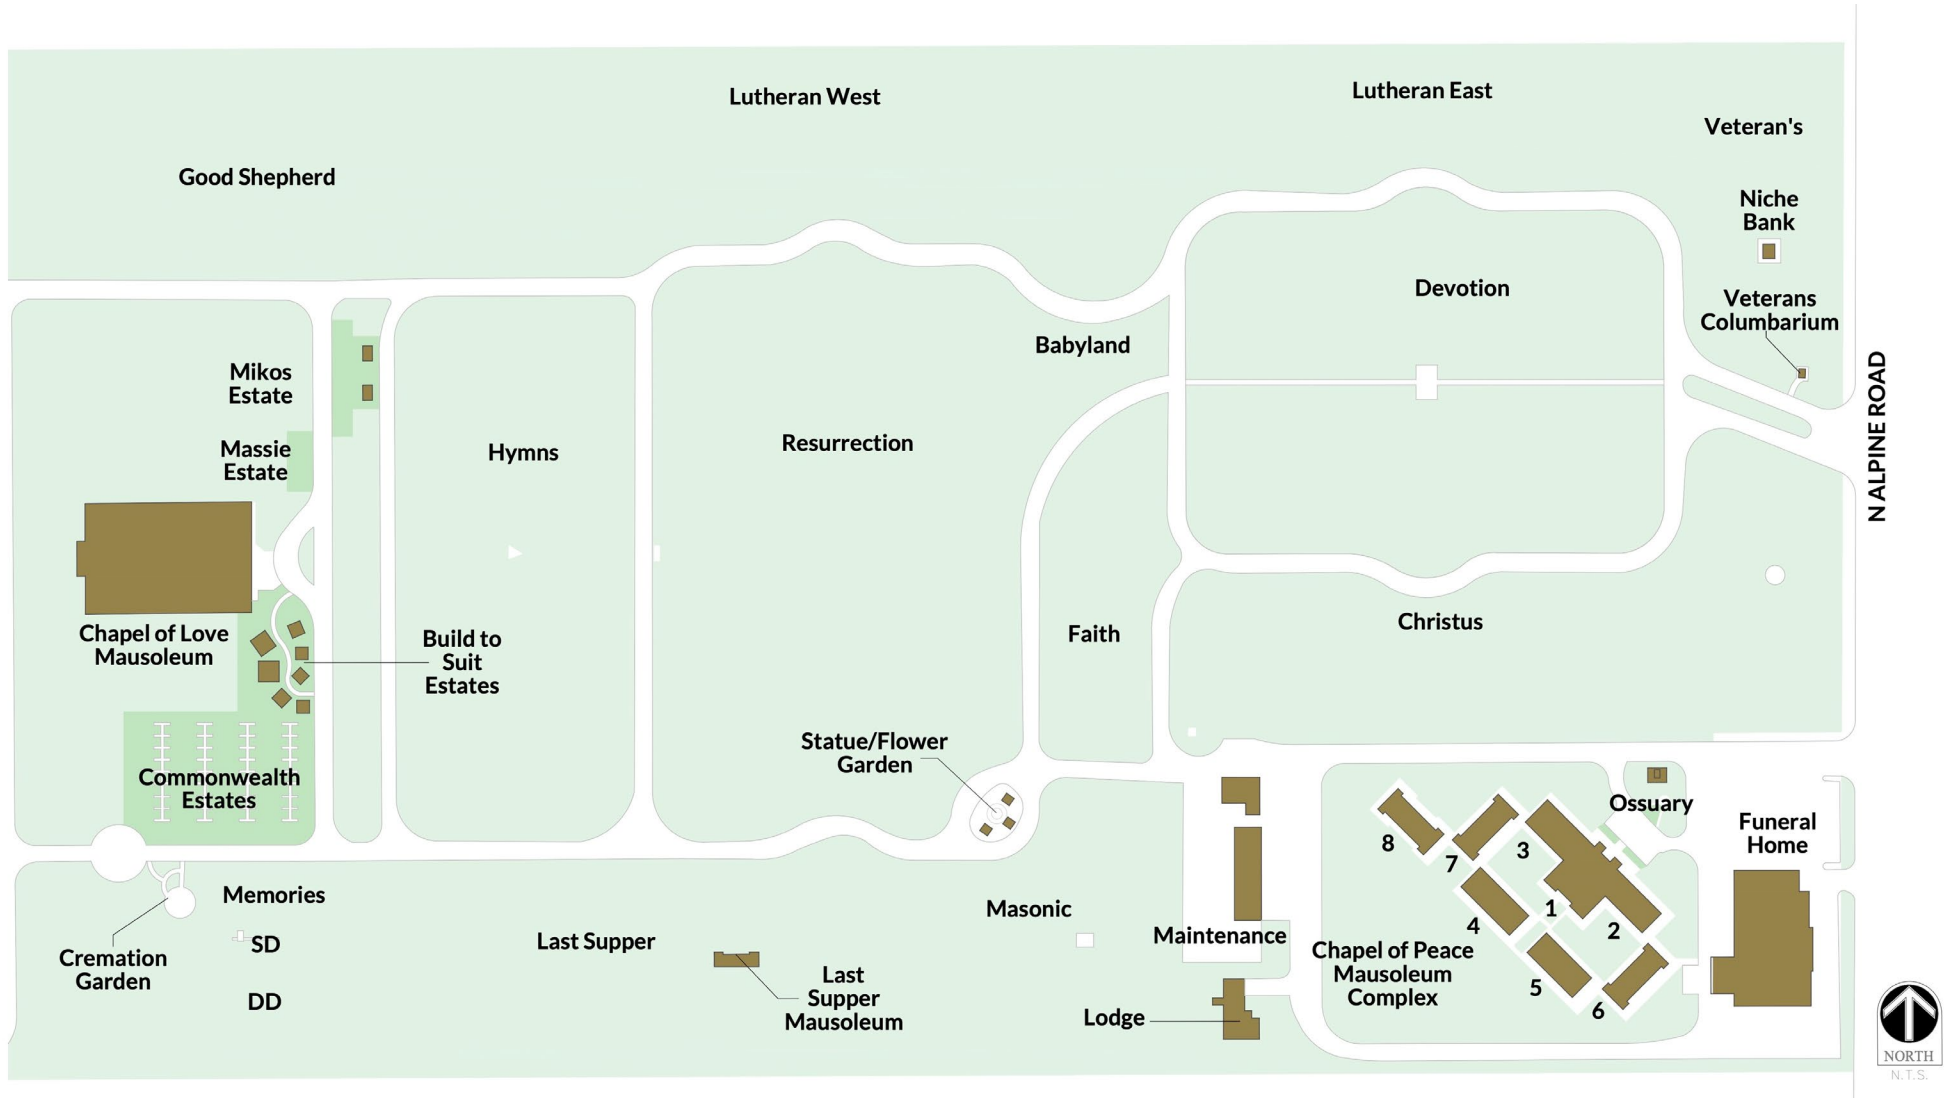 Lutheran West
Lutheran East
Veteran's
Good Shepherd
Niche
Bank
Devotion
Veterans
Columbarium
Babyland
Mikos
Estate
N ALPINE ROAD
Massie
Estate
Hymns
Resurrection
Chapel of Love
Mausoleum
Build to
Suit
Estates
Faith
Christus
Statue/Flower
Garden
Commonwealth
Estates
Ossuary
Funeral
Home
8
7
3
4
1
2
5
6
Memories
Masonic
Maintenance
Last Supper
SD
Cremation
Garden
DD
Last
Supper
Mausoleum
Chapel of Peace
Mausoleum
Complex
Lodge
NORTH
N.T.S.